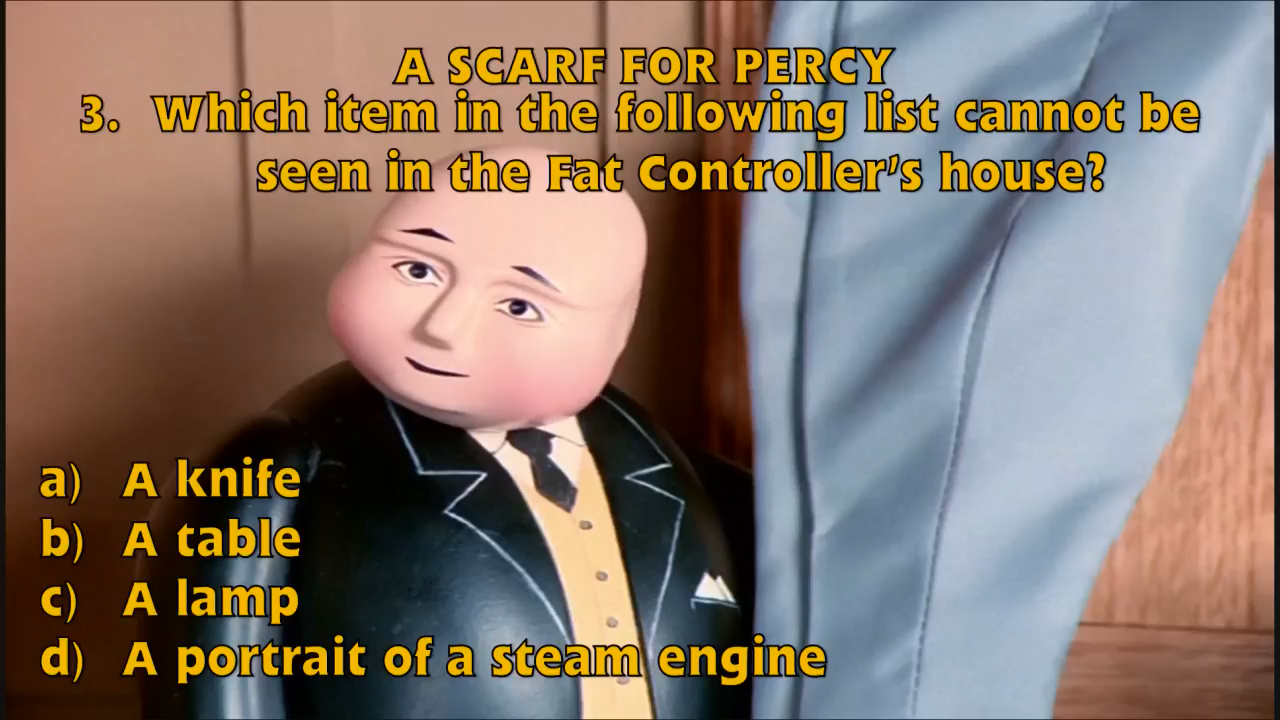 A SCARF FOR PERCY
3. Which item in the following list cannot be
seen in the Fat Controller's house?
a) A knife
b) A table
c) A lamp
d) A portrait of a steam engine